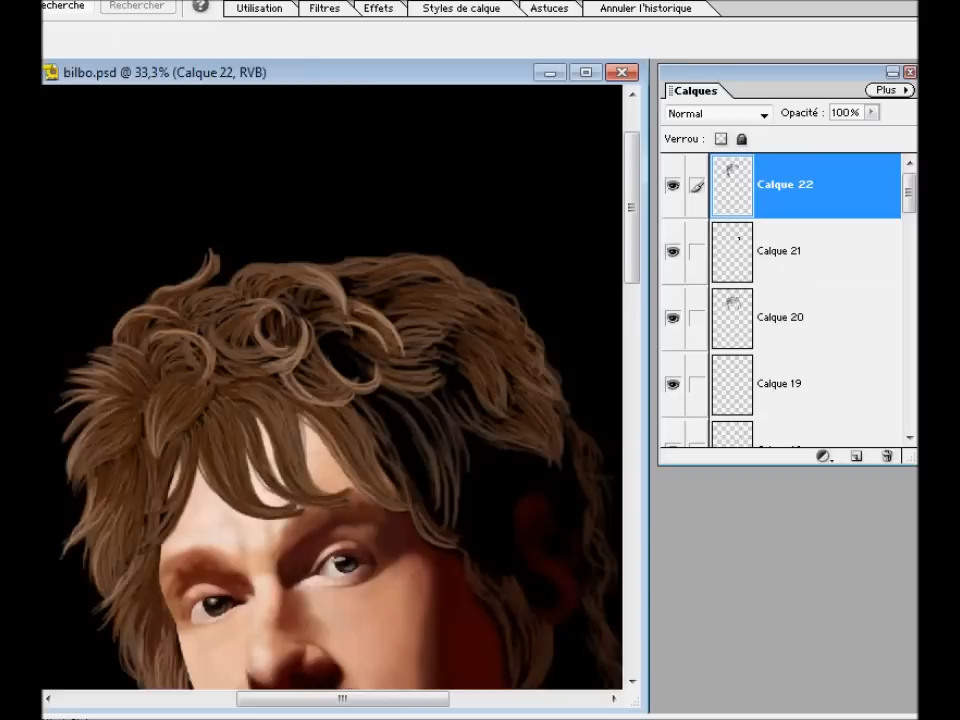 echerche
Rechercher
?
Utilisation
Filtres
Effets
Styles de calque
Astuces
Annuler l'historique
bilbo.psd @ 33,3% (Calque 22, RVB)
Calques
Plus
Normal
Opacité : 100%
Verrou :
Calque 22
Calque 21
Calque 20
Calque 19